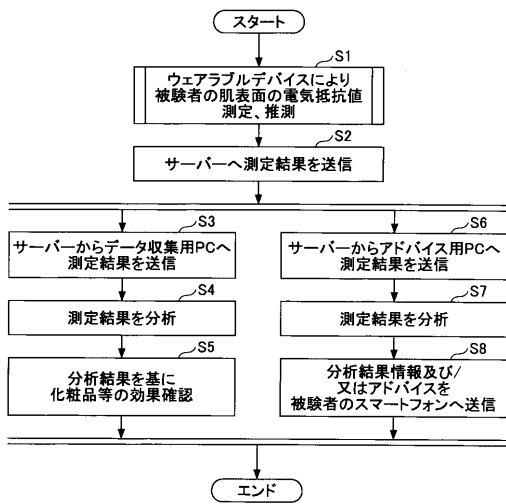 スタート
S1
ウェアラブルデバイスにより
被験者の肌表面の電気抵抗値
測定、推測
S2
サーバーへ測定結果を送信
S3
サーバーからデータ収集用PCへ
測定結果を送信
S4
測定結果を分析
S5
分析結果を基に
化粧品等の効果確認
S6
サーバーからアドバイス用PCへ
測定結果を送信
S7
測定結果を分析
S8
分析結果情報及び/
又はアドバイスを
被験者のスマートフォンへ送信
エンド